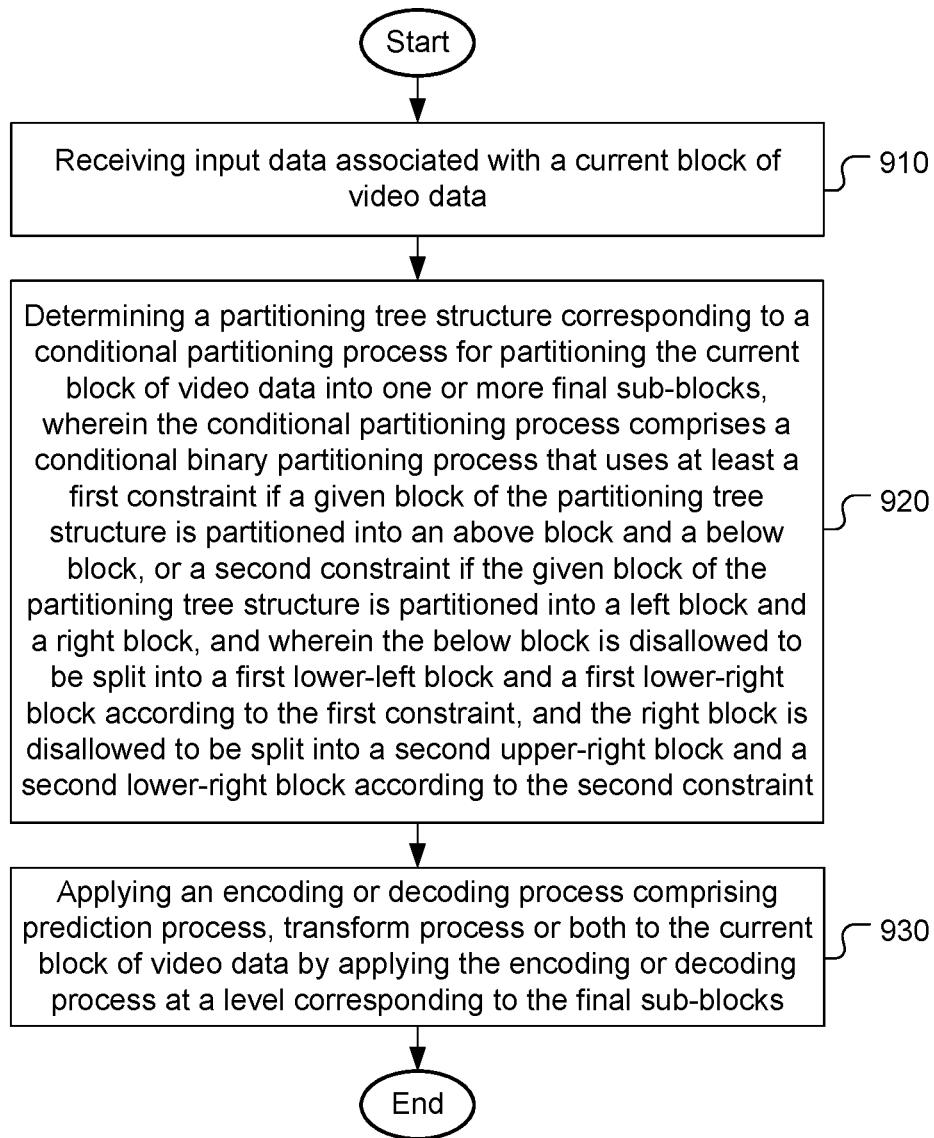 Start
Receiving input data associated with a current block of
video data
910
Determining a partitioning tree structure corresponding to a
conditional partitioning process for partitioning the current
block of video data into one or more final sub-blocks,
wherein the conditional partitioning process comprises a
conditional binary partitioning process that uses at least a
first constraint if a given block of the partitioning tree
structure is partitioned into an above block and a below
block, or a second constraint if the given block of the
partitioning tree structure is partitioned into a left block and
a right block, and wherein the below block is disallowed to
be split into a first lower-left block and a first lower-right
block according to the first constraint, and the right block is
disallowed to be split into a second upper-right block and a
second lower-right block according to the second constraint
920
Applying an encoding or decoding process comprising
prediction process, transform process or both to the current
block of video data by applying the encoding or decoding
process at a level corresponding to the final sub-blocks
930
End